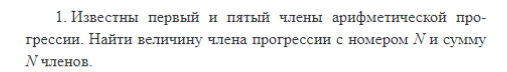 1. Известны первый и пятый члены арифметической про-
грессии. Найти величину члена прогрессии с номером N и сумму
N членов.